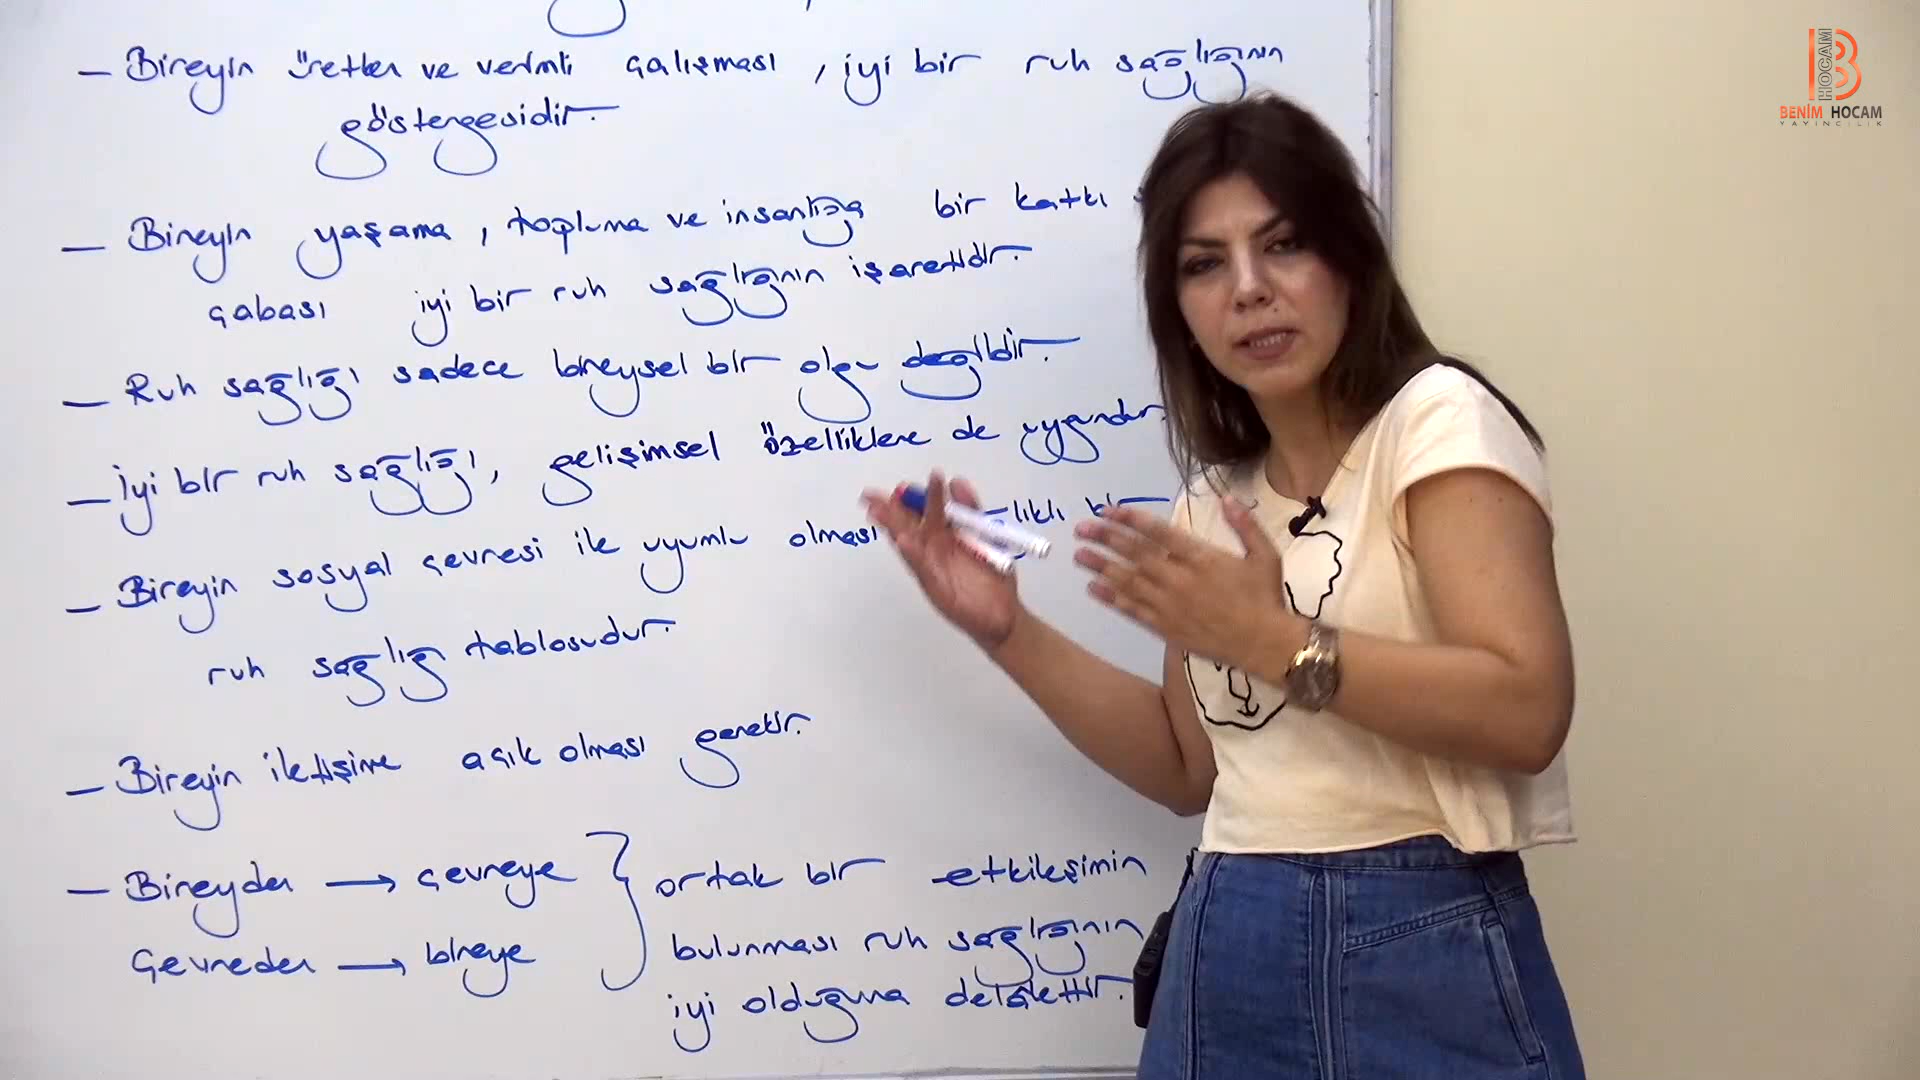 — Bireyin üretken ve verimli çalışması, iyi bir ruh sağlığının
göstergesidir.
— Bireyin yaşama, topluma ve insanlığa bir katkı
çabası iyi bir ruh sağlığının işaretidir.
— Ruh sağlığı sadece bireysel bir olgu değildir.
— İyi bir ruh sağlığı, gelişimsel özelliklere de uygundur.
— Bireyin sosyal çevresi ile uyumlu olması bir
ruh sağlığı tablosudur.
— Bireyin iletişime açık olması gerekir.
— Bireyden → çevreye } ortak bir etkileşimin
Çevreden → bireye bulunması ruh sağlığının
iyi olduğuna delalettir.
HOCAM
B
BENİM HOCAM
YAYINCILIK